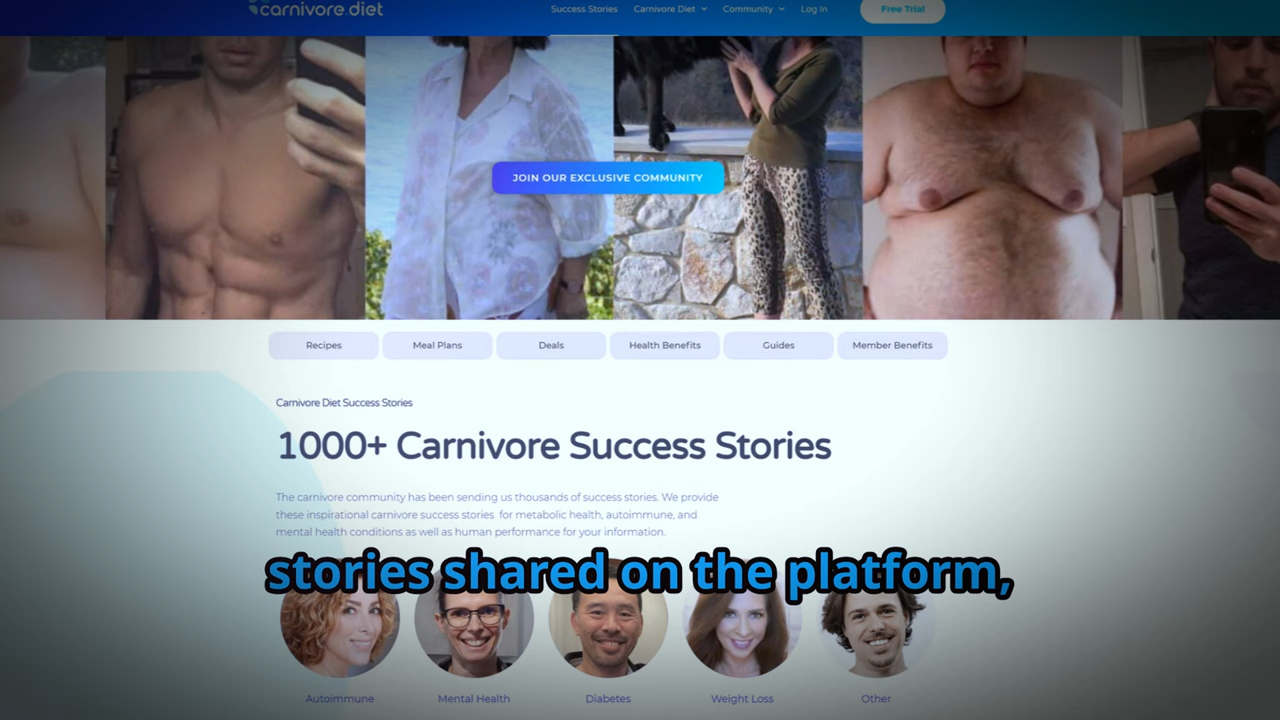 carnivore.diet
Success Stories
Carnivore Diet
Community
Log In
Free Trial
JOIN OUR EXCLUSIVE COMMUNITY
Recipes
Meal Plans
Deals
Health Benefits
Guides
Member Benefits
Carnivore Diet Success Stories
1000+ Carnivore Success Stories
The carnivore community has been sending us thousands of success stories. We provide
these inspirational carnivore success stories for metabolic health, autoimmune, and
mental health conditions as well as human performance for your information.
stories shared on the platform,
Autoimmune
Mental Health
Diabetes
Weight Loss
Other